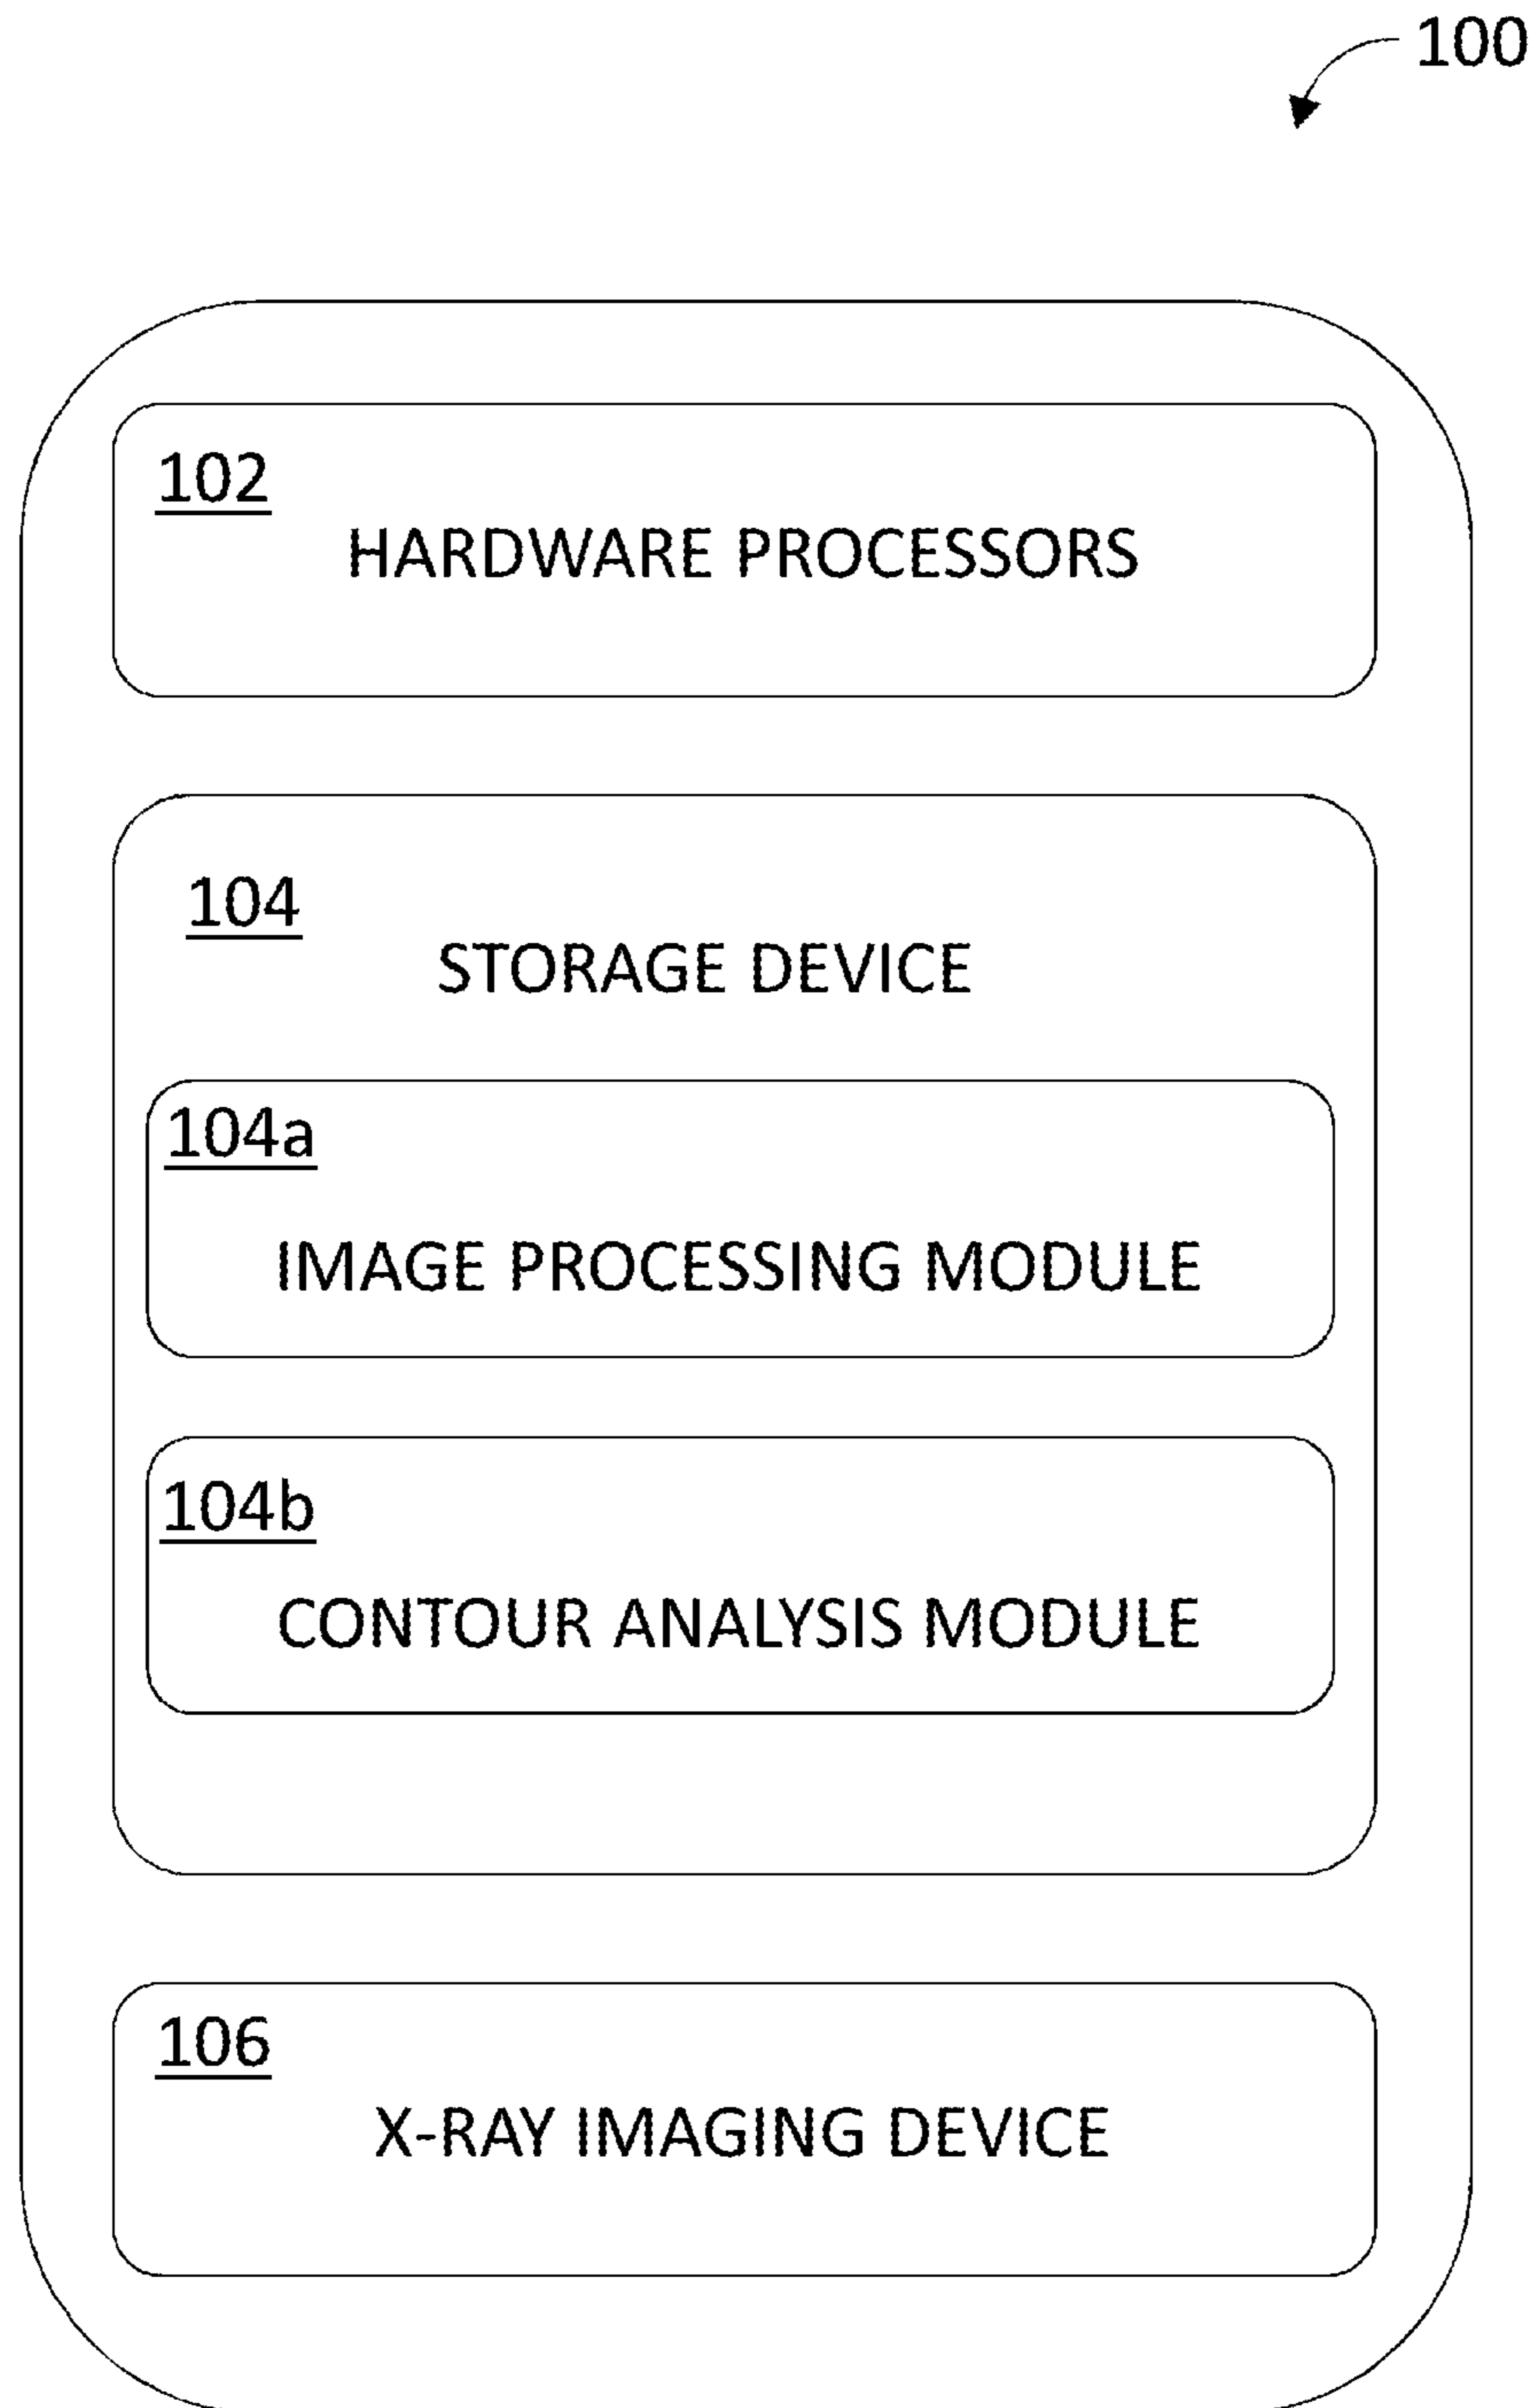 100
102
HARDWARE PROCESSORS
104
STORAGE DEVICE
104a
IMAGE PROCESSING MODULE
104b
CONTOUR ANALYSIS MODULE
106
X-RAY IMAGING DEVICE